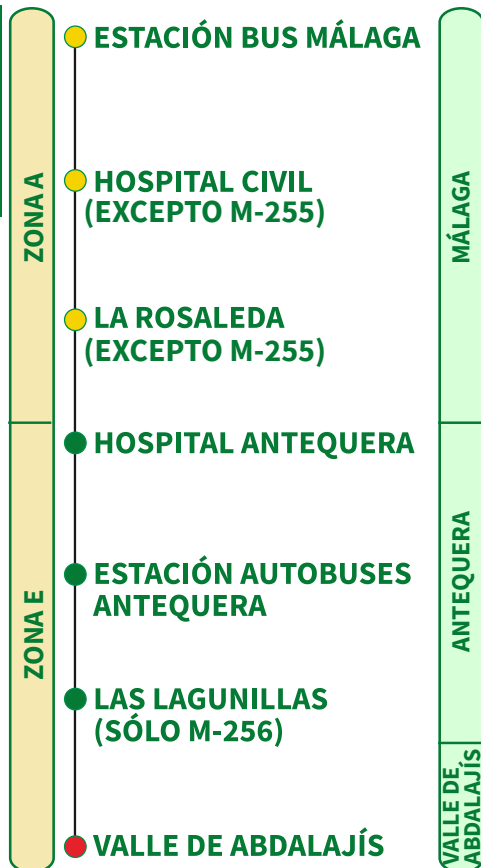 ESTACIÓN BUS MÁLAGA
HOSPITAL CIVIL
(EXCEPTO M-255)
LA ROSALEDA
(EXCEPTO M-255)
HOSPITAL ANTEQUERA
ESTACIÓN AUTOBUSES
ANTEQUERA
LAS LAGUNILLAS
(SÓLO M-256)
VALLE DE ABDALAJÍS
ZONA A
ZONA E
MÁLAGA
ANTEQUERA
VALLE DE
ABDALAJÍS